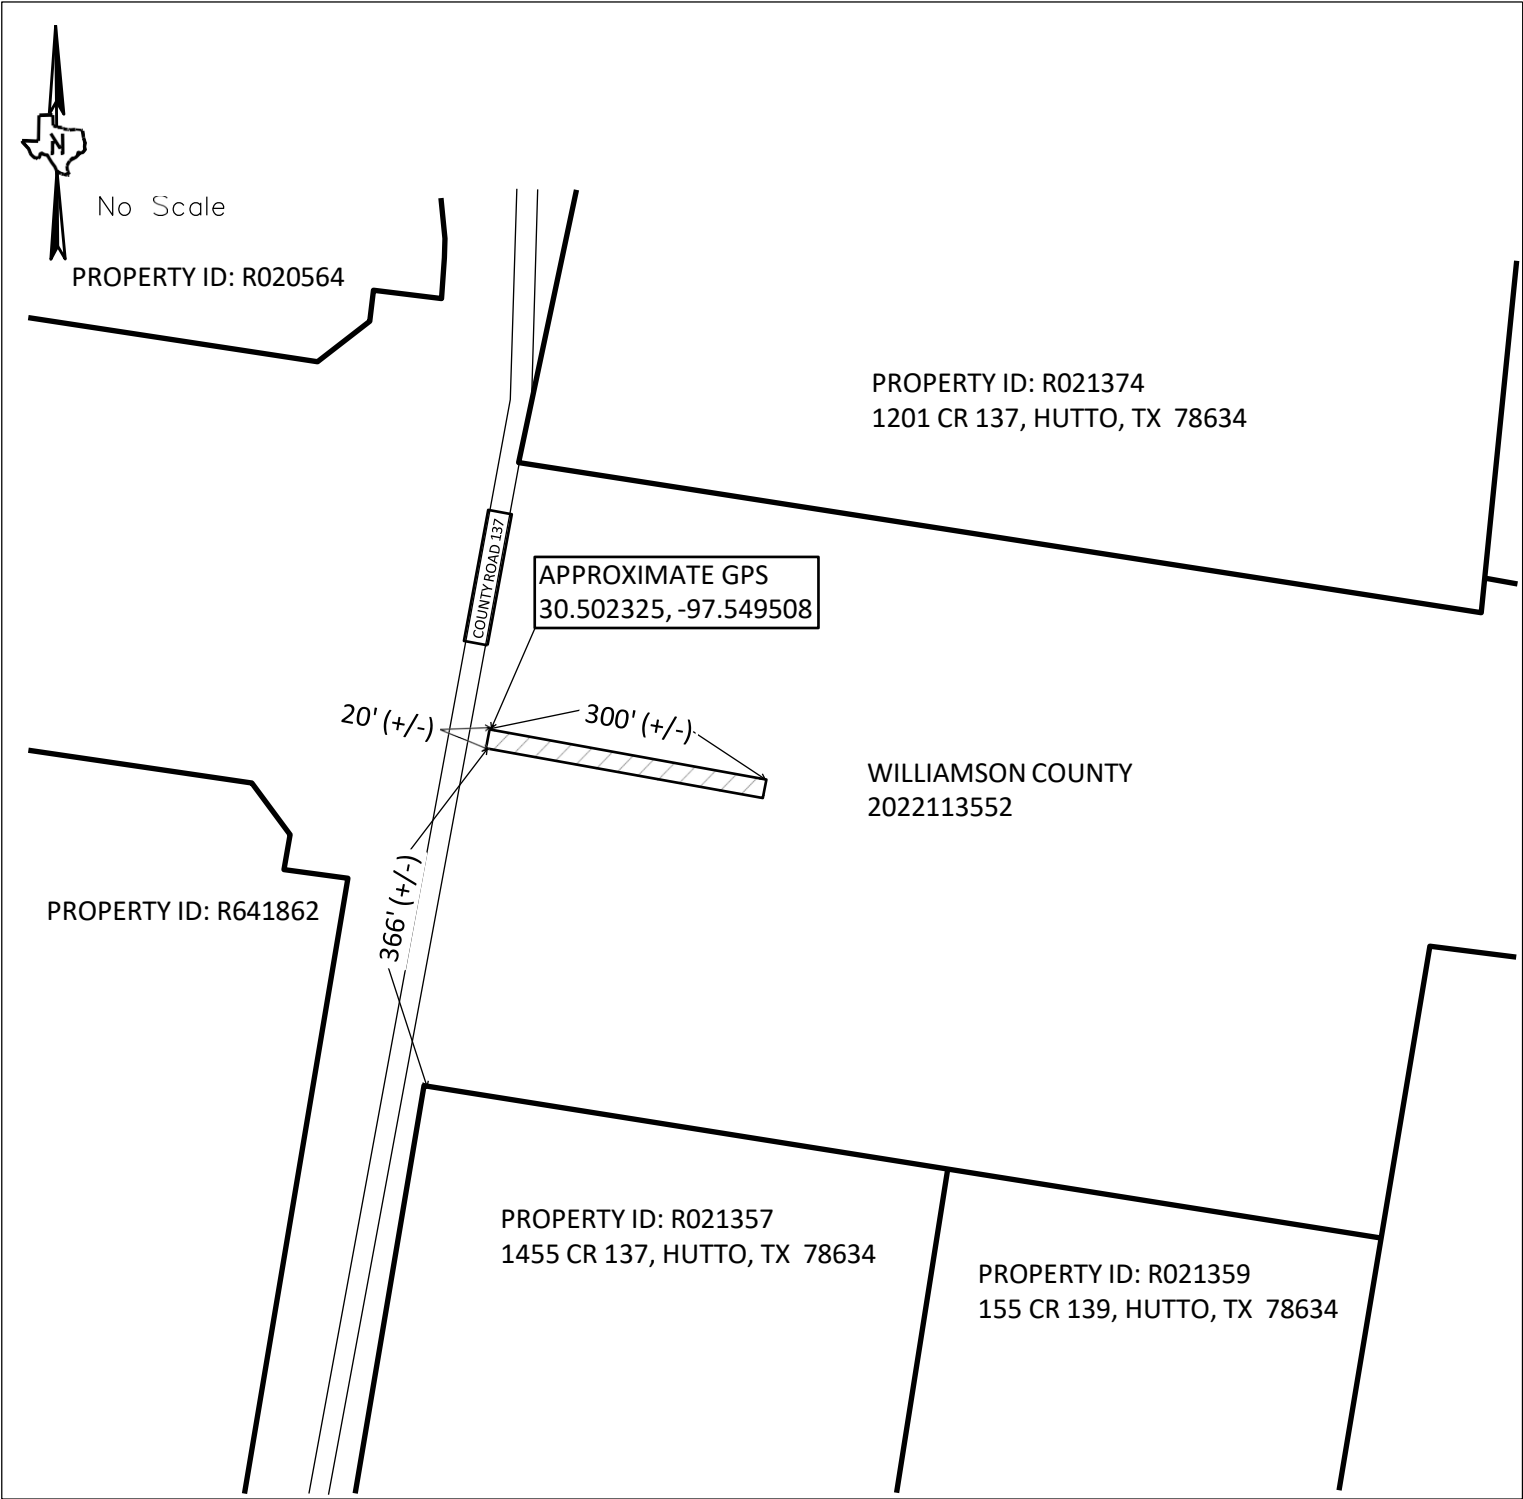 N
No Scale
PROPERTY ID: R020564
PROPERTY ID: R021374
1201 CR 137, HUTTO, TX  78634
COUNTY ROAD 137
APPROXIMATE GPS
30.502325, -97.549508
20' (+/-)
300' (+/-)
WILLIAMSON COUNTY
2022113552
366' (+/-)
PROPERTY ID: R641862
PROPERTY ID: R021357
1455 CR 137, HUTTO, TX  78634
PROPERTY ID: R021359
155 CR 139, HUTTO, TX  78634